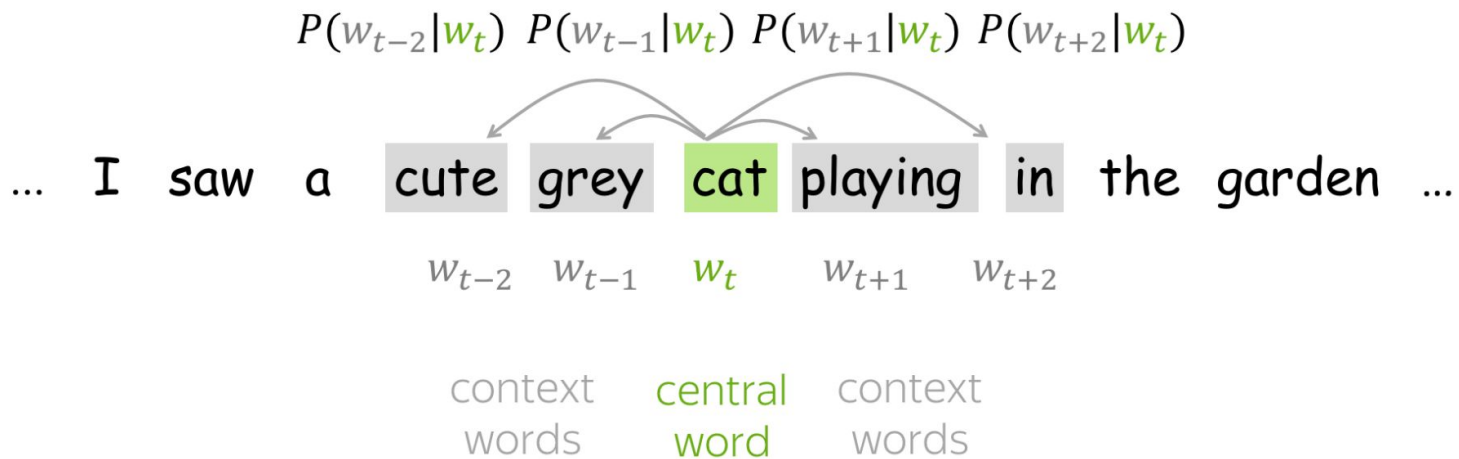 P(w_{t−2}|w_t) P(w_{t−1}|w_t) P(w_{t+1}|w_t) P(w_{t+2}|w_t)
... I saw a cute grey cat playing in the garden ...
w_{t−2} w_{t−1} w_t w_{t+1} w_{t+2}
context central context
words word words